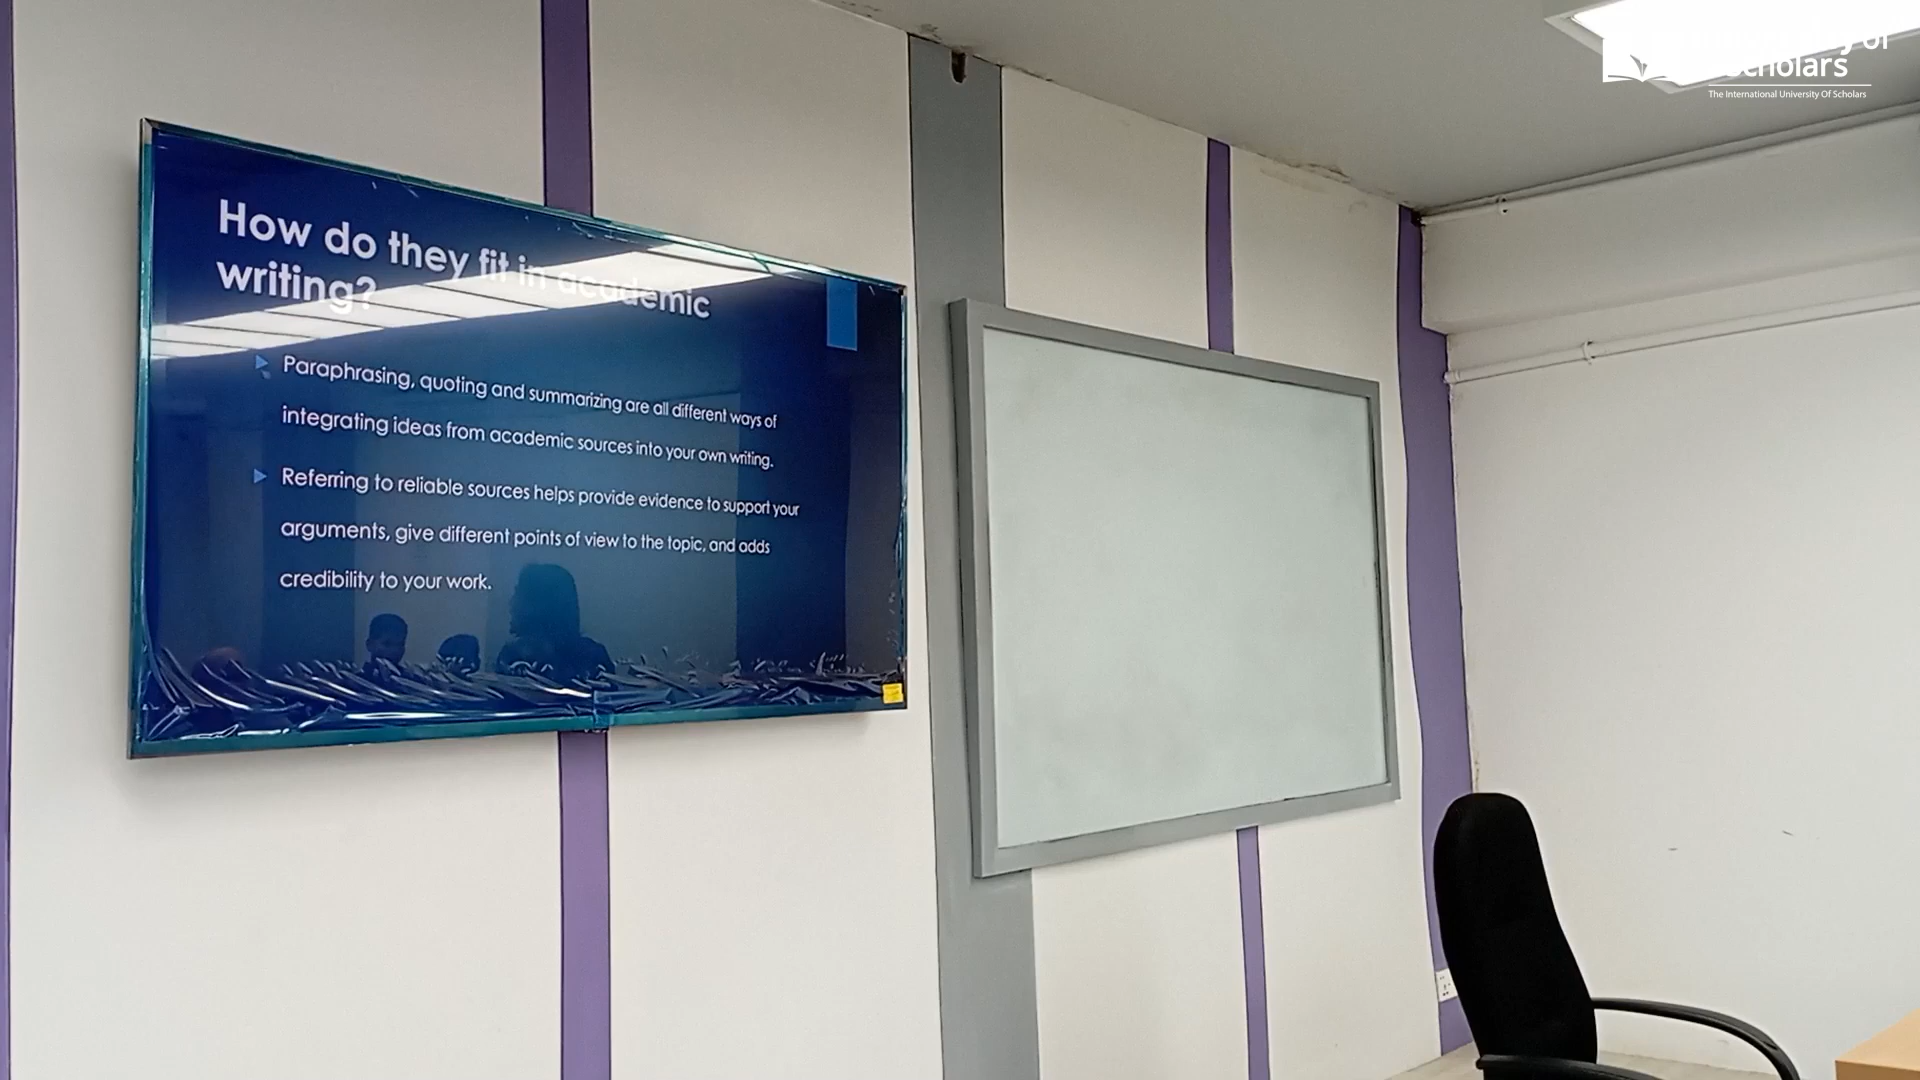 How do they fit in academic
writing?
Paraphrasing, quoting and summarizing are all different ways of
integrating ideas from academic sources into your own writing.
Referring to reliable sources helps provide evidence to support your
arguments, give different points of view to the topic, and adds
credibility to your work.
of
Scholars
The International University Of Scholars